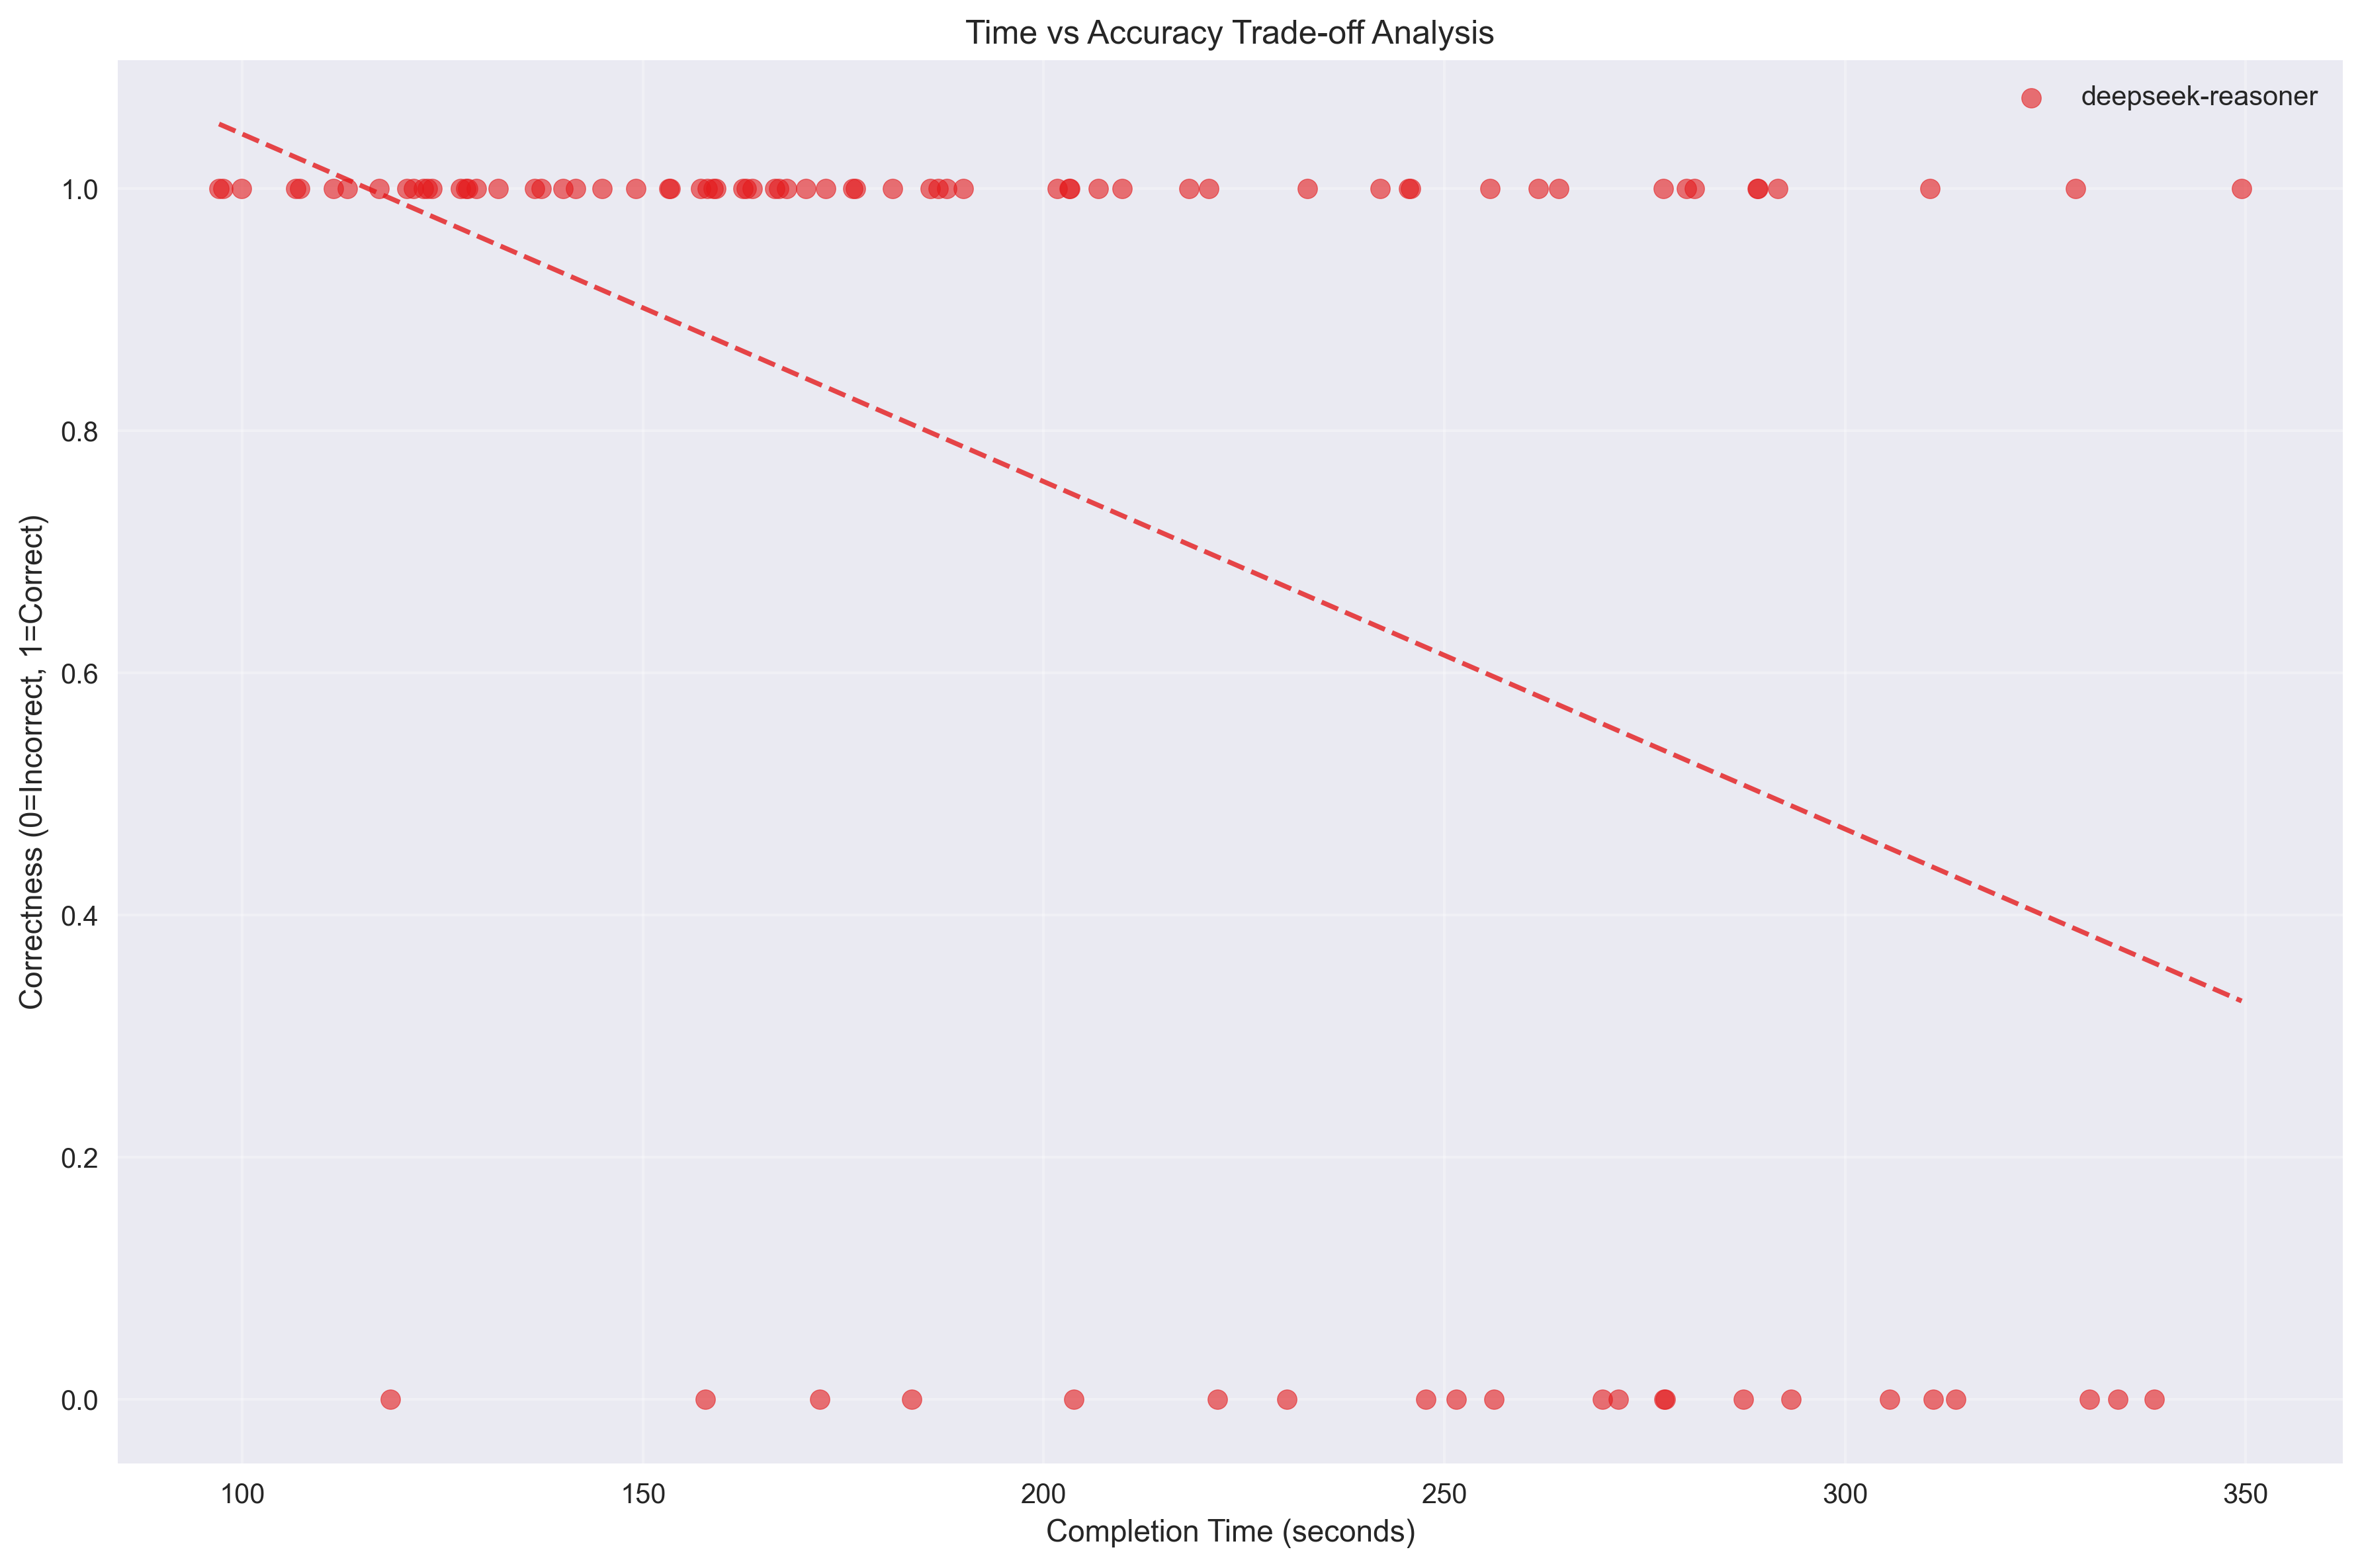 Time vs Accuracy Trade-off Analysis
deepseek-reasoner
Correctness (0=Incorrect, 1=Correct)
1.0
0.8
0.6
0.4
0.2
0.0
100 150 200 250 300 350
Completion Time (seconds)